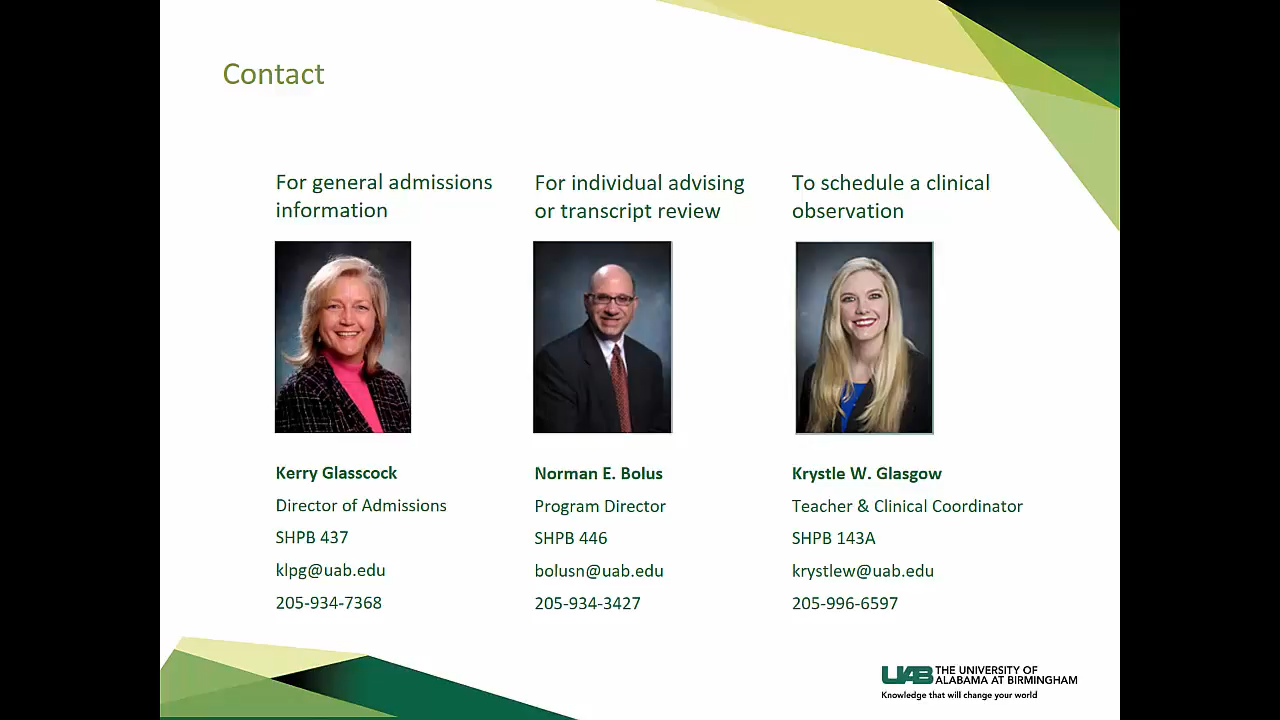 Contact
For general admissions
information
Kerry Glasscock
Director of Admissions
SHPB 437
klpg@uab.edu
205-934-7368
For individual advising
or transcript review
Norman E. Bolus
Program Director
SHPB 446
bolusn@uab.edu
205-934-3427
To schedule a clinical
observation
Krystle W. Glasgow
Teacher & Clinical Coordinator
SHPB 143A
krystlew@uab.edu
205-996-6597
UAB THE UNIVERSITY OF
ALABAMA AT BIRMINGHAM
Knowledge that will change your world